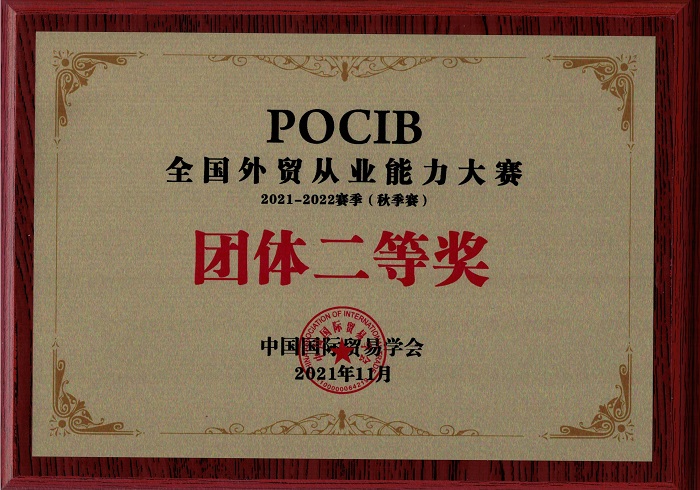 POCIB
全国外贸从业能力大赛
2021-2022赛季（秋季赛）
团体二等奖
中国国际贸易学会
2021年11月